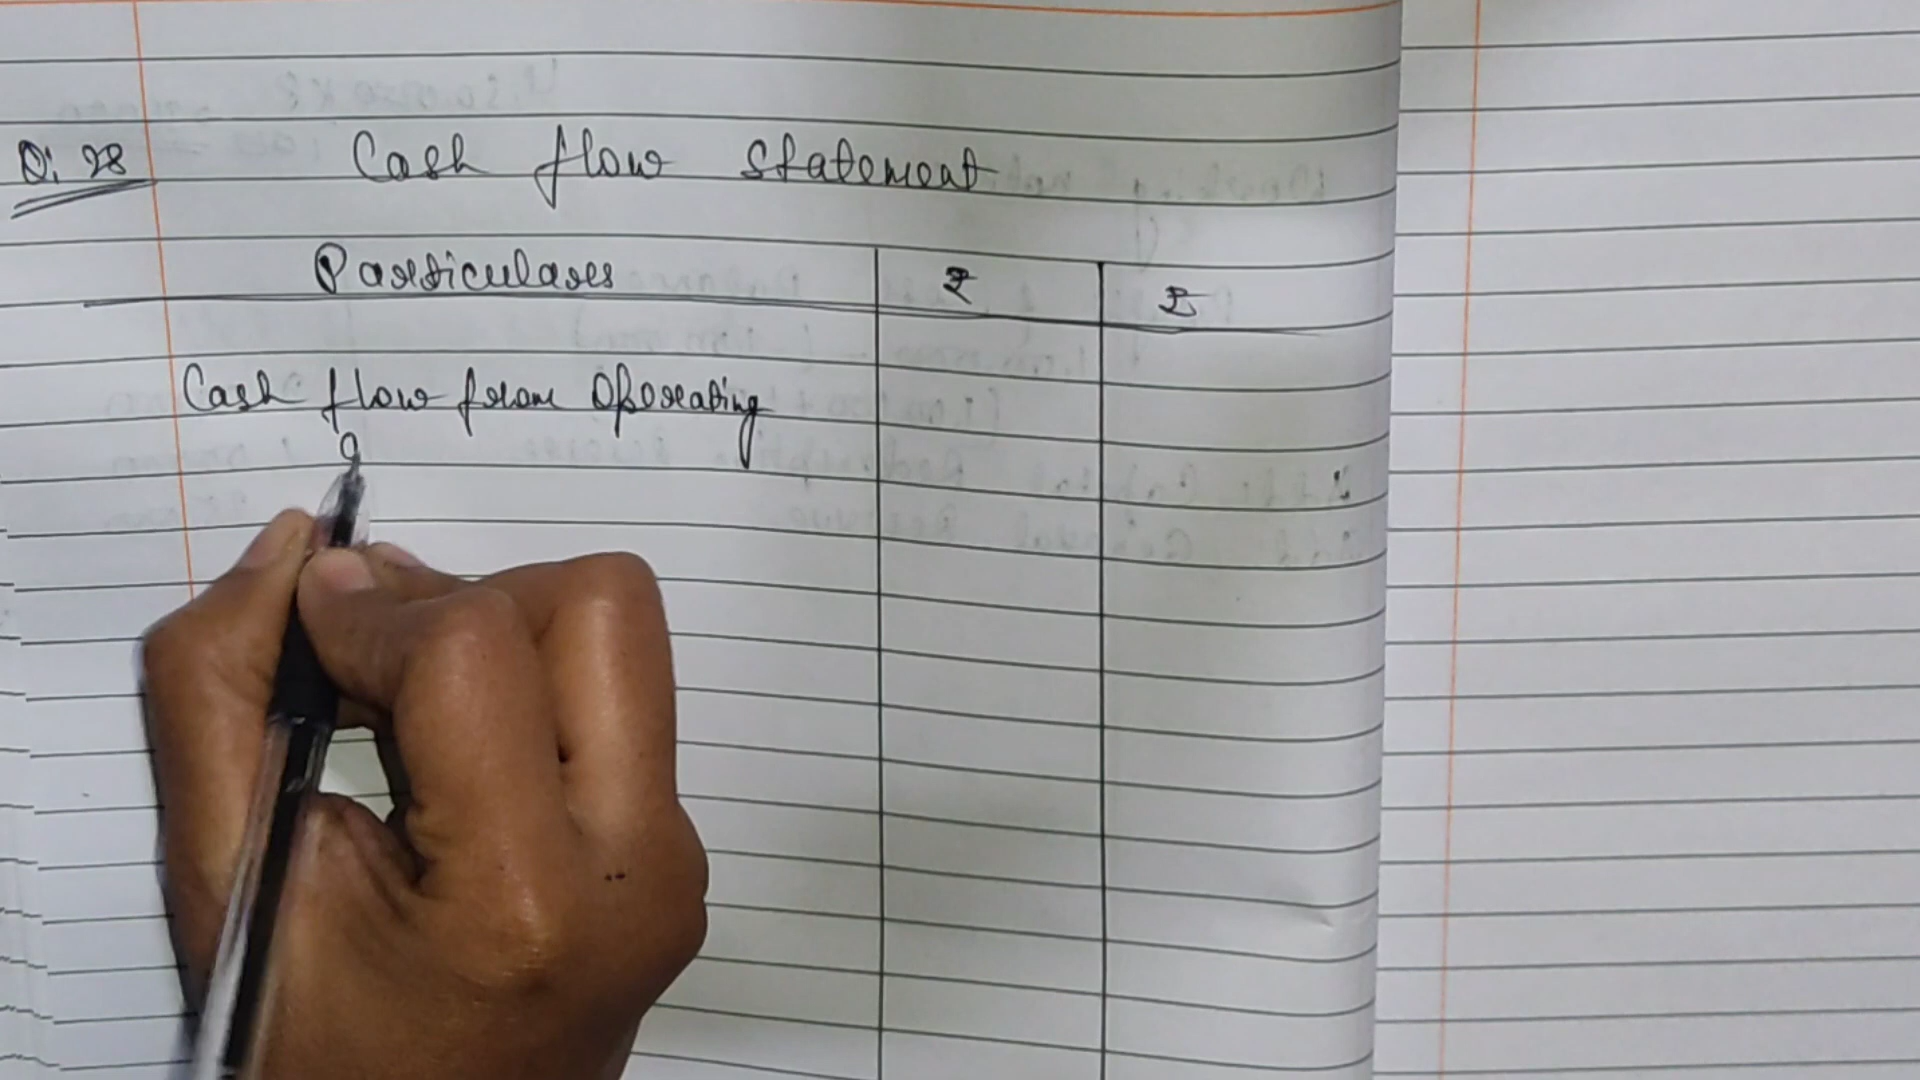 Q. 28 Cash flow statement
Particulars ₹ ₹
Cash flow from Operating
a